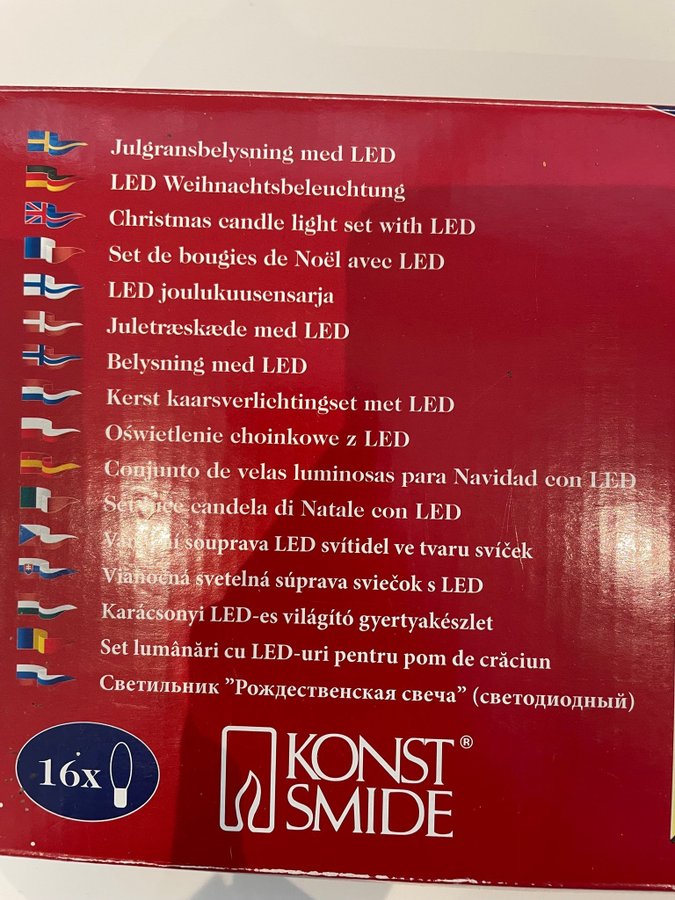 Julgransbelysning med LED
LED Weihnachtsbeleuchtung
Christmas candle light set with LED
Set de bougies de Noël avec LED
LED joulukuusensarja
Juletræskæde med LED
Belysning med LED
Kerst kaarsverlichtingset met LED
Oświetlenie choinkowe z LED
Conjunto de velas luminosas para Navidad con LED
Set luce candela di Natale con LED
souprava LED svítidel ve tvaru svíček
Vianočná svetelná súprava sviečok s LED
Karácsonyi LED-es világító gyertyakészlet
Set lumânări cu LED-uri pentru pom de crăciun
Светильник ”Рождественская свеча” (светодиодный)
16x
KONST®
SMIDE